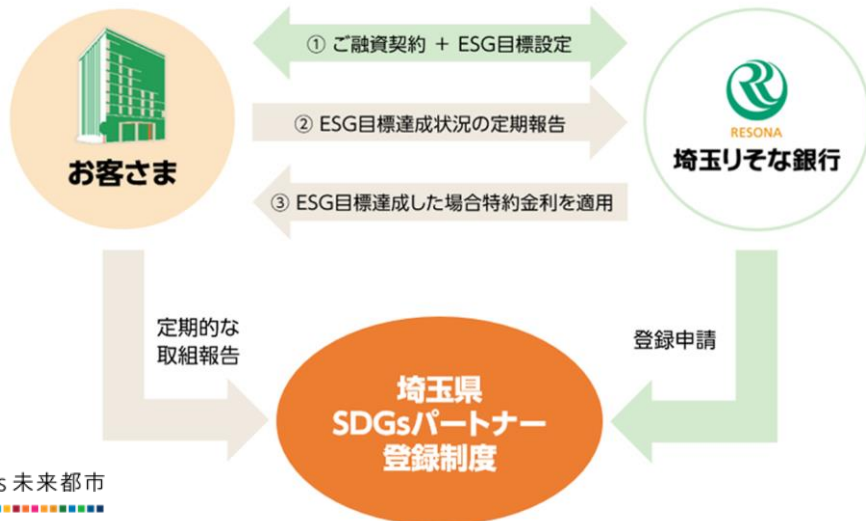 ① ご融資契約 + ESG目標設定
② ESG目標達成状況の定期報告
③ ESG目標達成した場合特約金利を適用
お客さま
RESONA
埼玉りそな銀行
定期的な
取組報告
登録申請
埼玉県
SDGsパートナー
登録制度
s 未来都市